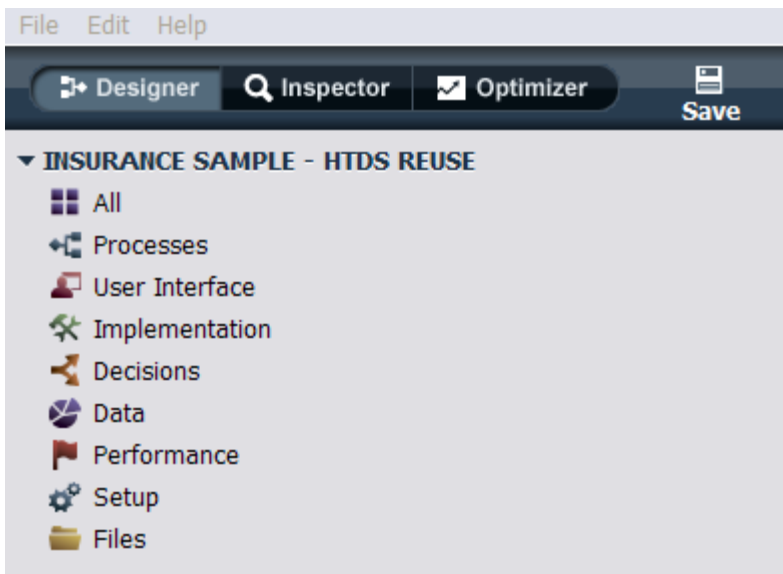 File Edit Help
Designer Inspector Optimizer Save
INSURANCE SAMPLE - HTDS REUSE
All
Processes
User Interface
Implementation
Decisions
Data
Performance
Setup
Files